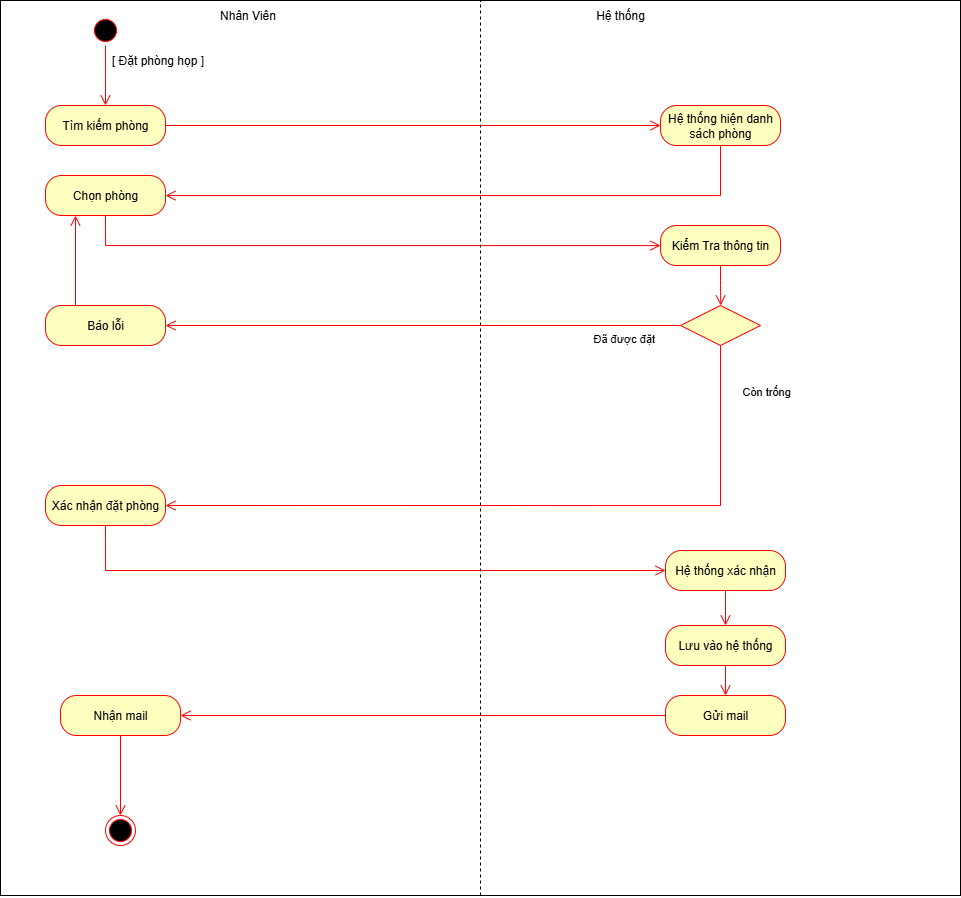 Nhân Viên
Hệ thống
[ Đặt phòng họp ]
Tìm kiếm phòng
Hệ thống hiện danh
sách phòng
Chọn phòng
Kiểm Tra thông tin
Báo lỗi
Đã được đặt
Còn trống
Xác nhận đặt phòng
Hệ thống xác nhận
Lưu vào hệ thống
Nhận mail
Gửi mail